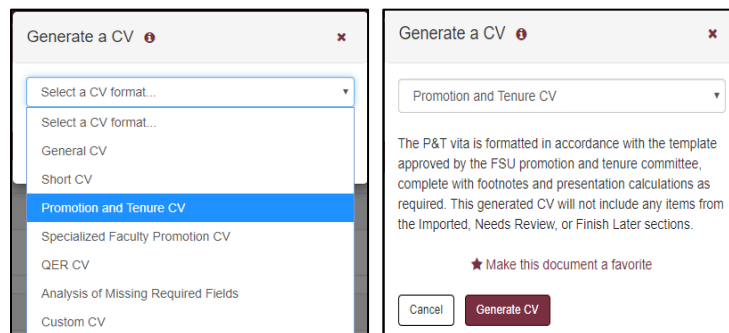 Generate a CV
Select a CV format...
Select a CV format...
General CV
Short CV
Promotion and Tenure CV
Specialized Faculty Promotion CV
QER CV
Analysis of Missing Required Fields
Custom CV
Generate a CV
Promotion and Tenure CV
The P&T vita is formatted in accordance with the template
approved by the FSU promotion and tenure committee,
complete with footnotes and presentation calculations as
required. This generated CV will not include any items from
the Imported, Needs Review, or Finish Later sections.
Make this document a favorite
Cancel Generate CV